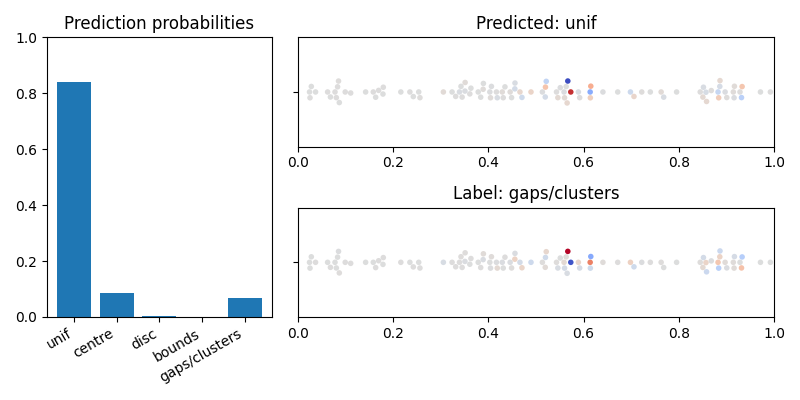 Prediction probabilities
1.0
0.8
0.6
0.4
0.2
0.0
unif
centre
disc
bounds
gaps/clusters
Predicted: unif
0.0 0.2 0.4 0.6 0.8 1.0
Label: gaps/clusters
0.0 0.2 0.4 0.6 0.8 1.0